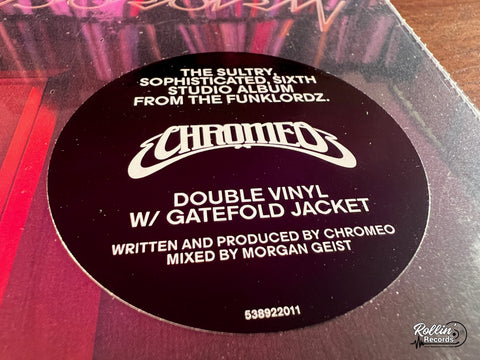 THE SULTRY,
SOPHISTICATED, SIXTH
STUDIO ALBUM
FROM THE FUNKLORDZ.
CHROMEO
DOUBLE VINYL
W/ GATEFOLD JACKET
WRITTEN AND PRODUCED BY CHROMEO
MIXED BY MORGAN GEIST
538922011
Rollin'
Records